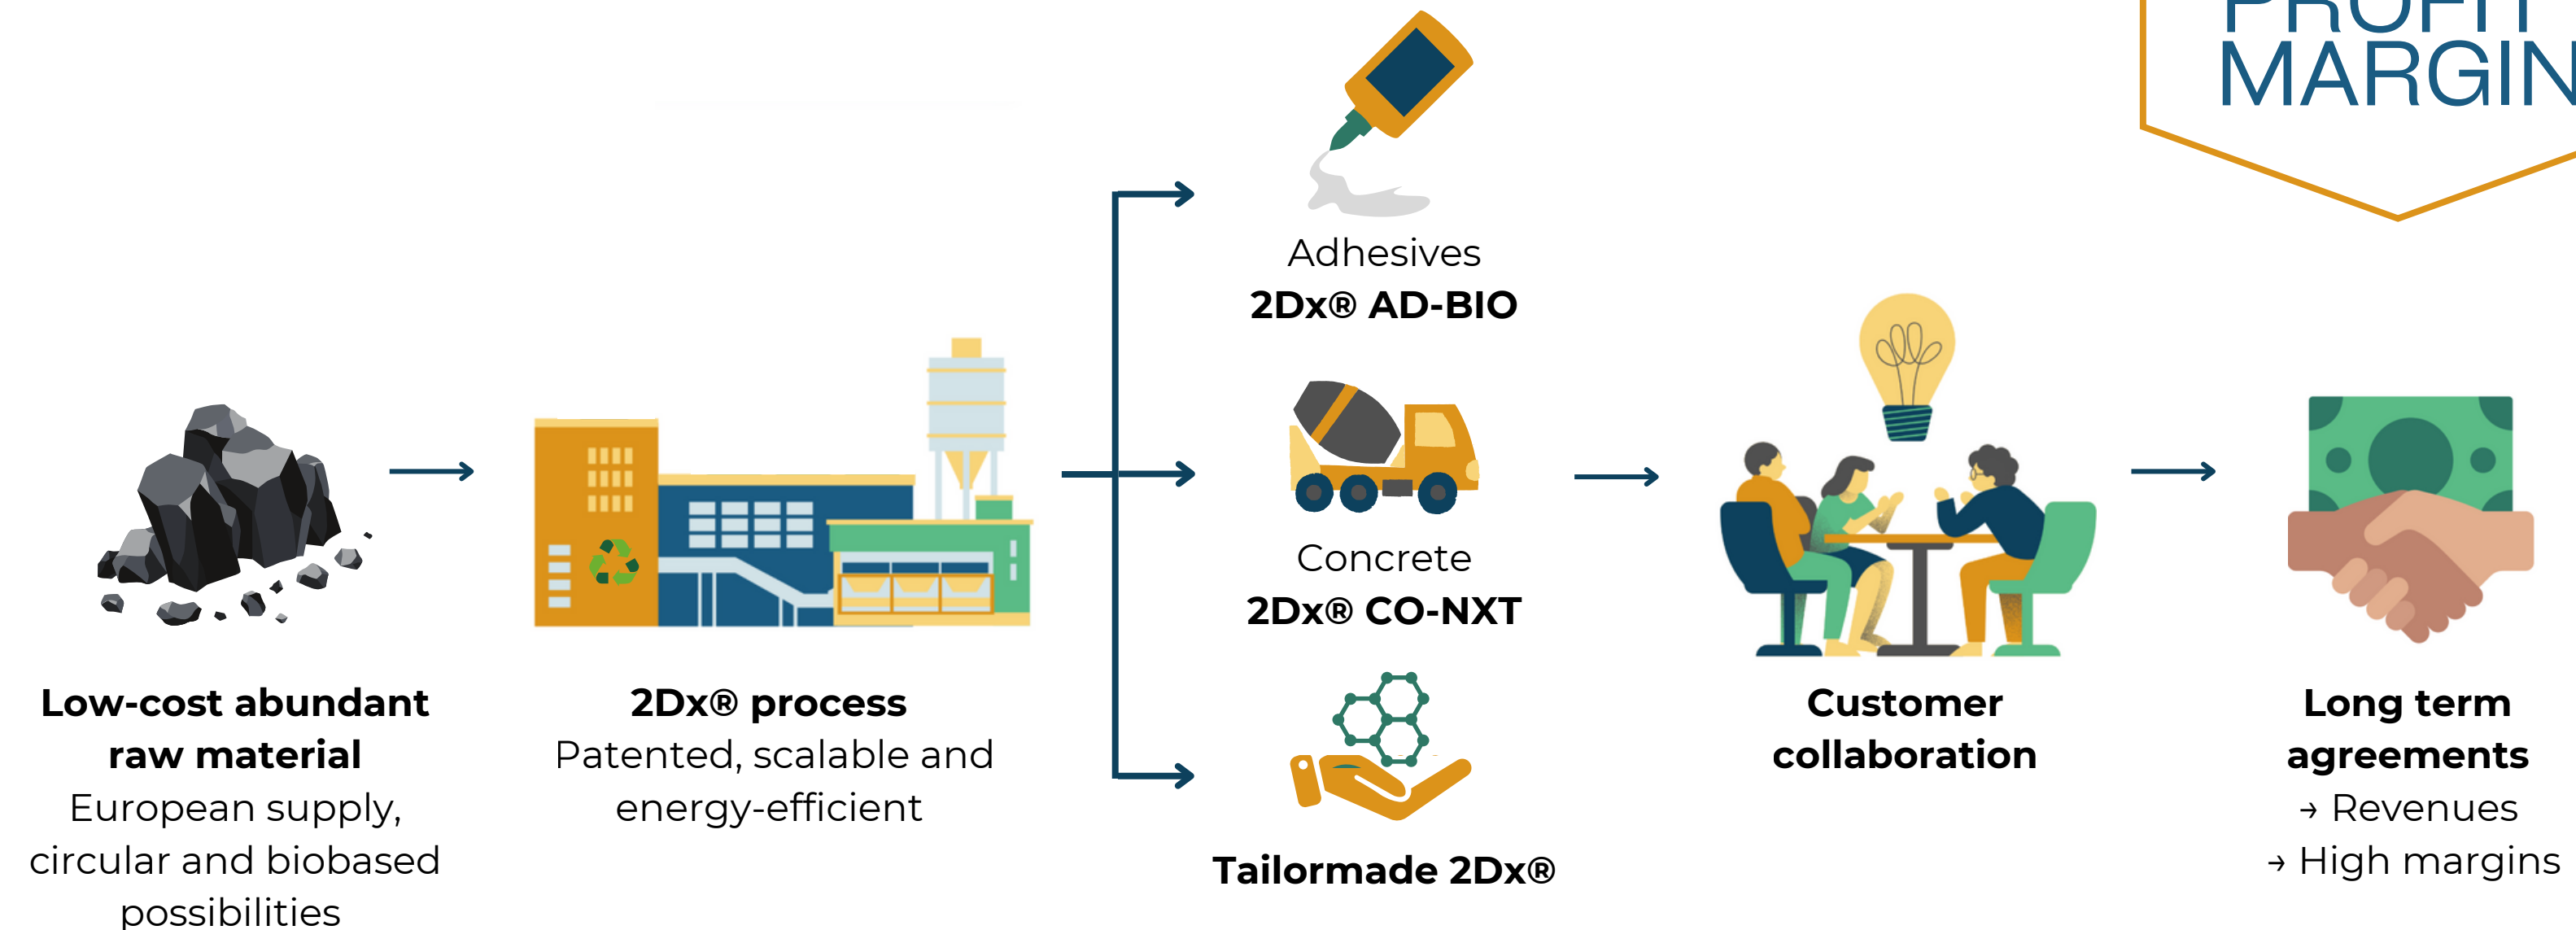 PROFIT
MARGIN
Adhesives
2Dx® AD-BIO
Concrete
2Dx® CO-NXT
Tailormade 2Dx®
Low-cost abundant
raw material
European supply,
circular and biobased
possibilities
2Dx® process
Patented, scalable and
energy-efficient
Customer
collaboration
Long term
agreements
→ Revenues
→ High margins